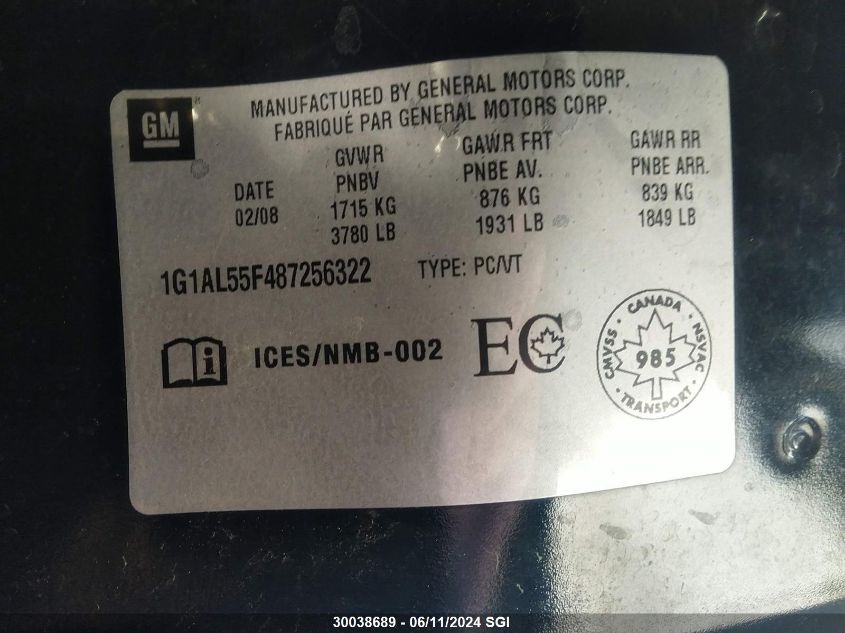 GM
MANUFACTURED BY GENERAL MOTORS CORP.
FABRIQUÉ PAR GENERAL MOTORS CORP.
DATE
02/08
GVWR
PNBV
1715 KG
3780 LB
GAWR FRT
PNBE AV.
876 KG
1931 LB
GAWR RR
PNBE ARR.
839 KG
1849 LB
1G1AL55F487256322 TYPE: PC/VT
i ICES/NMB-002 EC
CANADA
CMVSS 985 NSVAC
TRANSPORT
30038689 - 06/11/2024 SGI